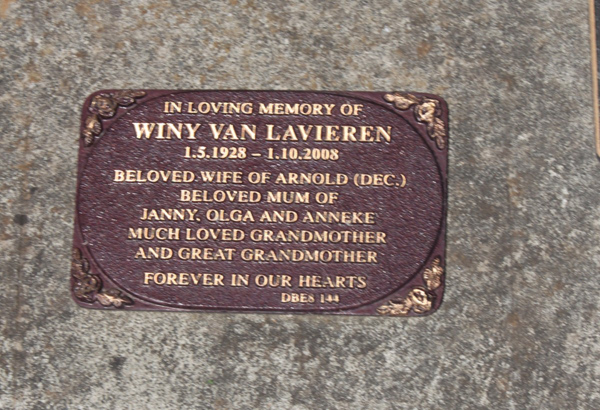 IN LOVING MEMORY OF
WINY VAN LAVIEREN
1.5.1928 – 1.10.2008
BELOVED WIFE OF ARNOLD (DEC.)
BELOVED MUM OF
JANNY, OLGA AND ANNEKE
MUCH LOVED GRANDMOTHER
AND GREAT GRANDMOTHER
FOREVER IN OUR HEARTS
DBE8 144